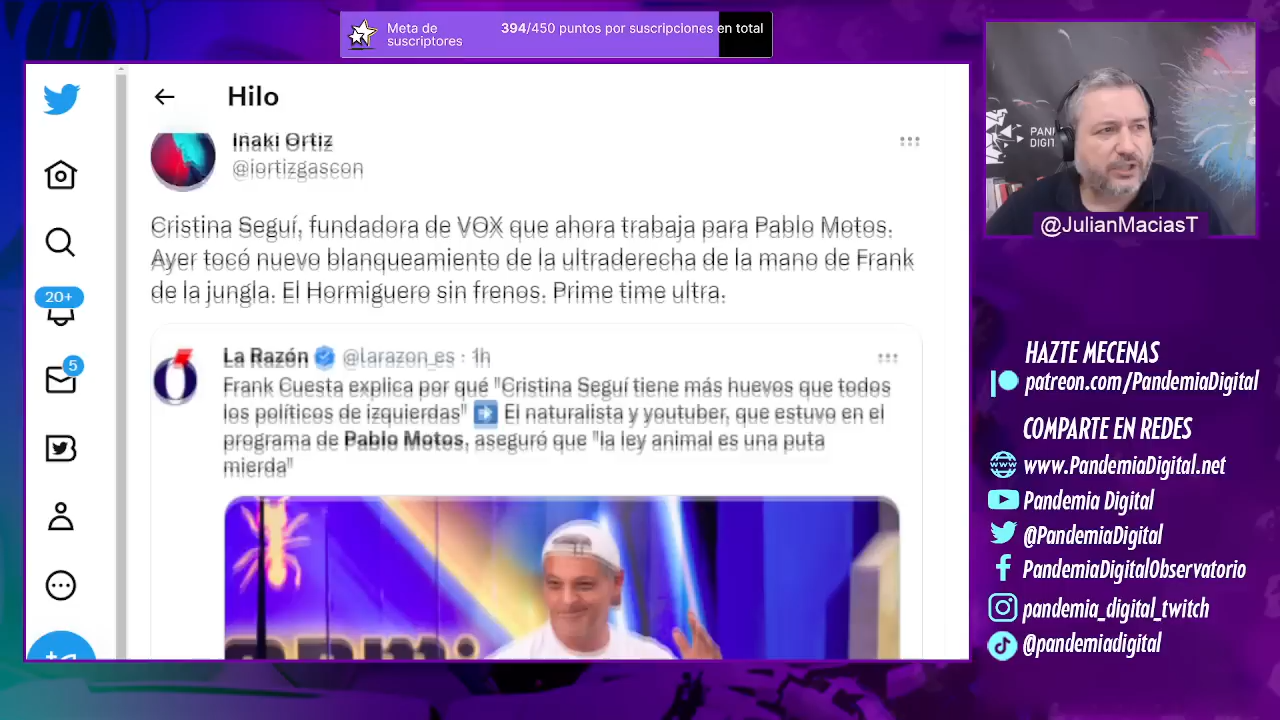 Meta de
suscriptores
394/450 puntos por suscripciones en total
Hilo
Iñaki Ortiz
@iortizgascon
Cristina Seguí, fundadora de VOX que ahora trabaja para Pablo Motos.
Ayer tocó nuevo blanqueamiento de la ultraderecha de la mano de Frank
de la jungla. El Hormiguero sin frenos. Prime time ultra.
La Razón @larazon_es · 1h
Frank Cuesta explica por qué "Cristina Seguí tiene más huevos que todos
los políticos de izquierdas" ➡ El naturalista y youtuber, que estuvo en el
programa de Pablo Motos, aseguró que "la ley animal es una puta
mierda"
20+
5
PAND
DIGIT
@JulianMaciasT
HAZTE MECENAS
patreon.com/PandemiaDigital
COMPARTE EN REDES
www www.PandemiaDigital.net
Pandemia Digital
@PandemiaDigital
PandemiaDigitalObservatorio
pandemia_digital_twitch
@pandemiadigital